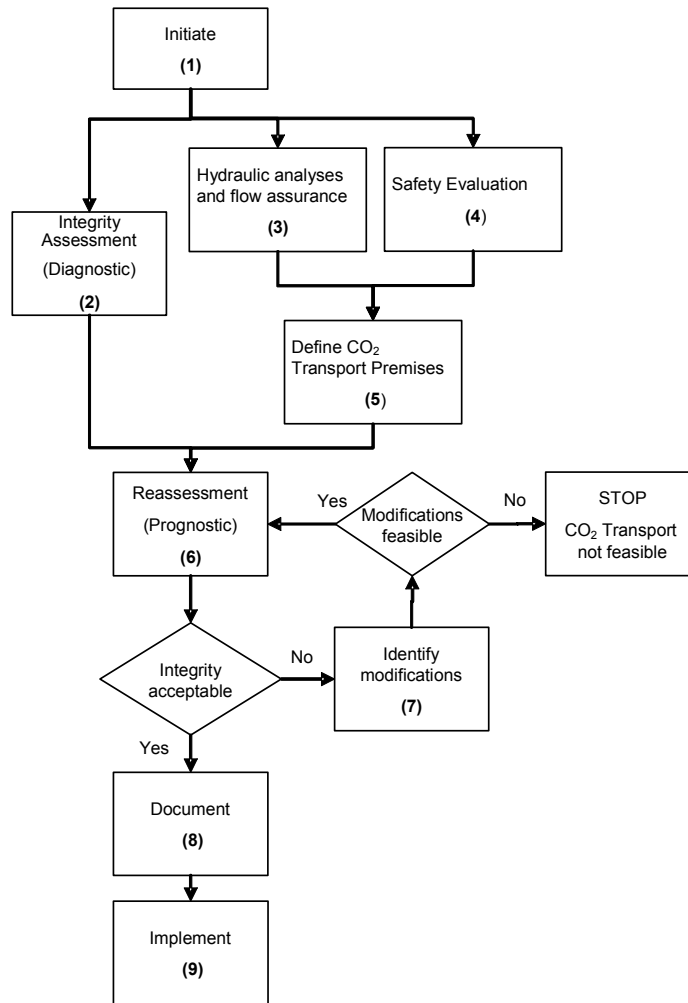 Initiate
(1)
Hydraulic analyses
and flow assurance
(3)
Safety Evaluation
(4)
Integrity
Assessment
(Diagnostic)
(2)
Define CO₂
Transport Premises
(5)
Reassessment
(Prognostic)
(6)
Yes
Modifications
feasible
No
STOP
CO₂ Transport
not feasible
Integrity
acceptable
No
Identify
modifications
(7)
Yes
Document
(8)
Implement
(9)